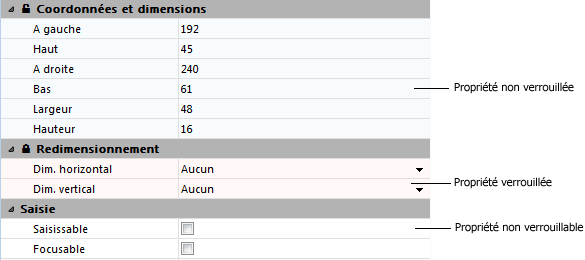 Coordonnées et dimensions
A gauche 192
Haut 45
A droite 240
Bas 61 Propriété non verrouillée
Largeur 48
Hauteur 16
Redimensionnement
Dim. horizontal Aucun
Propriété verrouillée
Dim. vertical Aucun
Saisie
Saisissable Propriété non verrouillable
Focusable